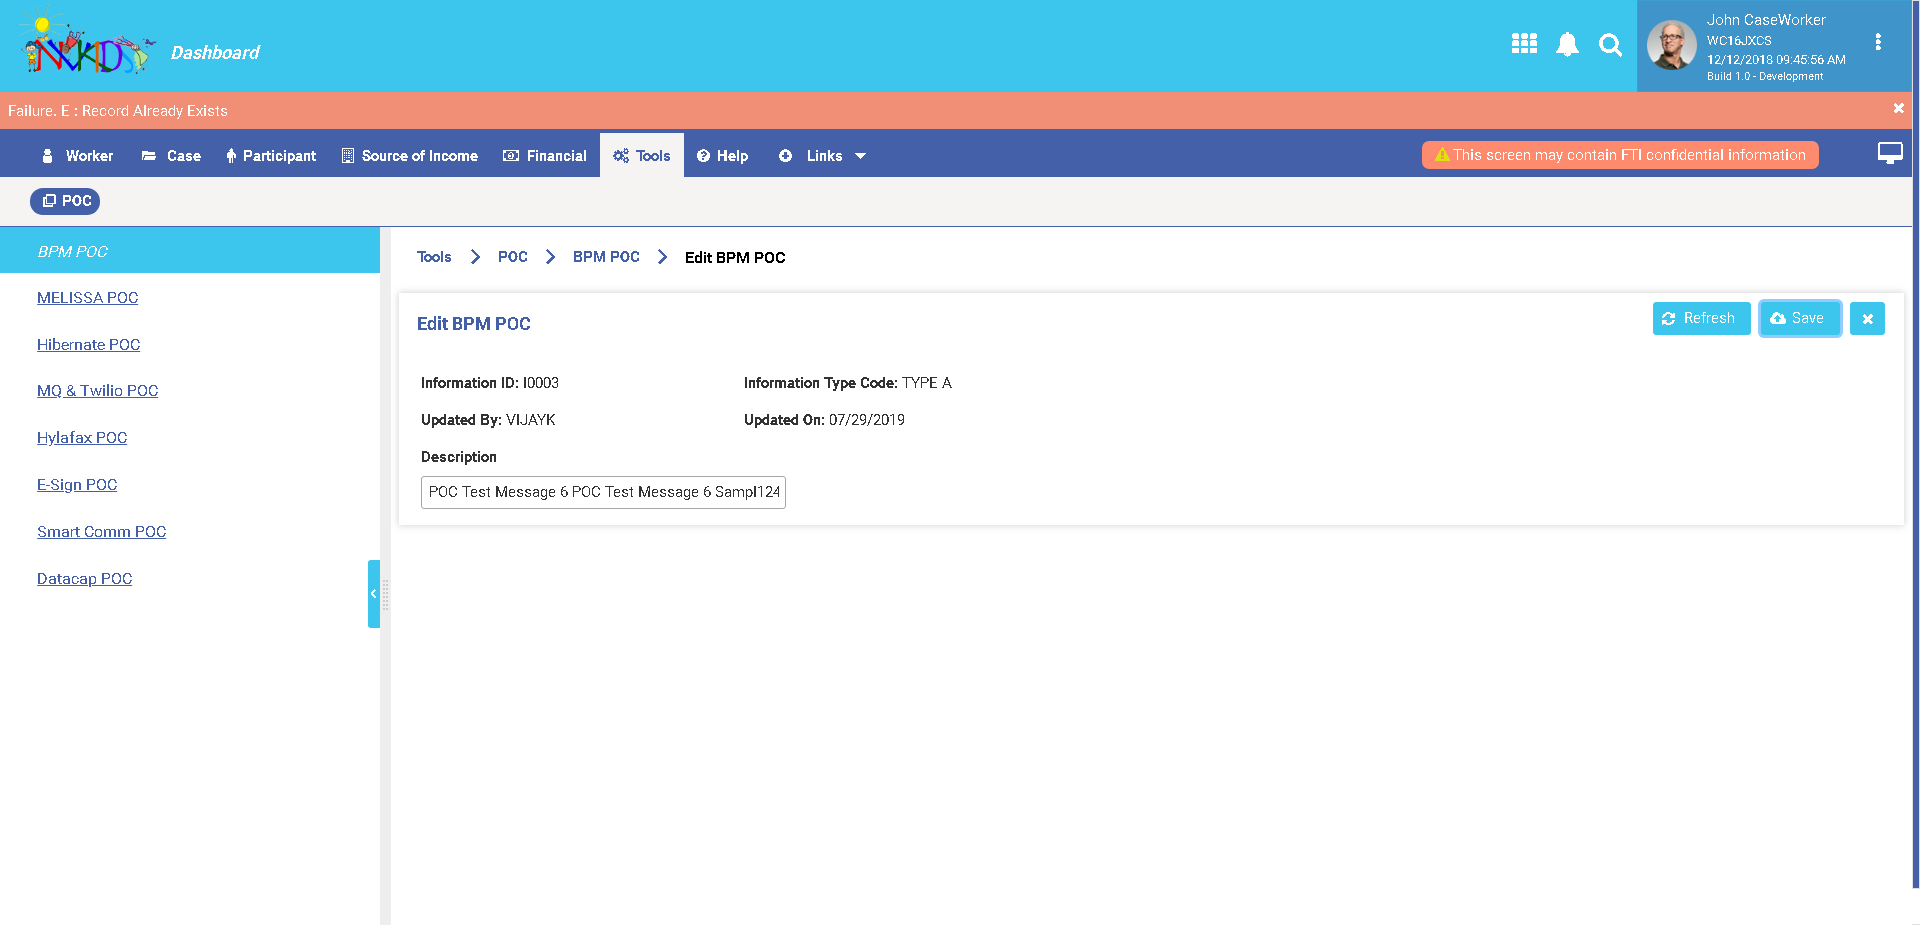 NCKIDS
Dashboard
John CaseWorker
WC16JXCS
12/12/2018 09:45:56 AM
Build 1.0 - Development
Failure. E : Record Already Exists
Worker Case Participant Source of Income Financial Tools Help Links
This screen may contain FTI confidential information
POC
BPM POC
MELISSA POC
Hibernate POC
MQ & Twilio POC
Hylafax POC
E-Sign POC
Smart Comm POC
Datacap POC
Tools POC BPM POC Edit BPM POC
Edit BPM POC
Refresh Save
Information ID: I0003 Information Type Code: TYPE A
Updated By: VIJAYK Updated On: 07/29/2019
Description
POC Test Message 6 POC Test Message 6 Sampl124